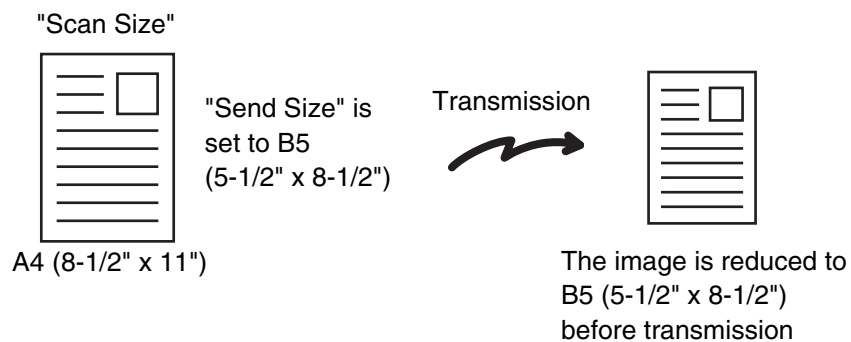 "Scan Size"
"Send Size" is
set to B5
(5-1/2" x 8-1/2")
A4 (8-1/2" x 11")
Transmission
The image is reduced to
B5 (5-1/2" x 8-1/2")
before transmission